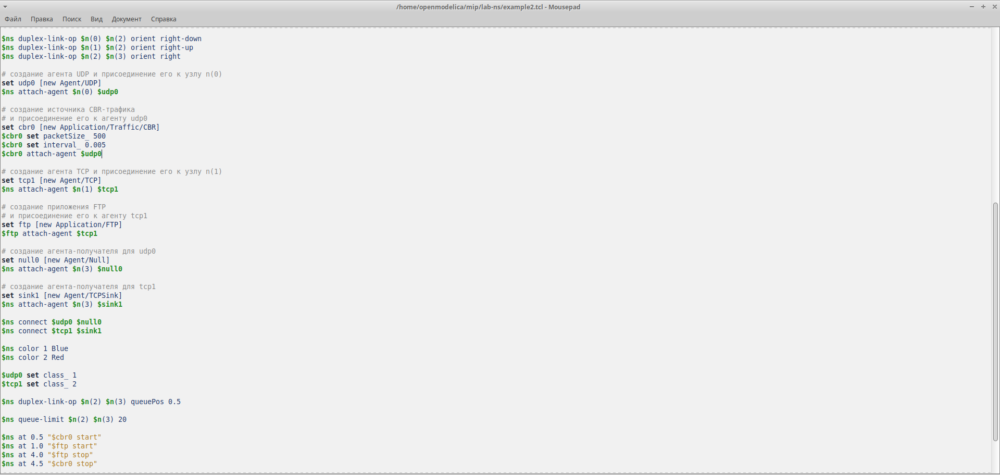 /home/openmodelica/mip/lab-ns/example2.tcl - Mousepad
Файл Правка Поиск Вид Документ Справка
$ns duplex-link-op $n(0) $n(2) orient right-down
$ns duplex-link-op $n(1) $n(2) orient right-up
$ns duplex-link-op $n(2) $n(3) orient right
# создание агента UDP и присоединение его к узлу n(0)
set udp0 [new Agent/UDP]
$ns attach-agent $n(0) $udp0
# создание источника CBR-трафика
# и присоединение его к агенту udp0
set cbr0 [new Application/Traffic/CBR]
$cbr0 set packetSize_ 500
$cbr0 set interval_ 0.005
$cbr0 attach-agent $udp0
# создание агента TCP и присоединение его к узлу n(1)
set tcp1 [new Agent/TCP]
$ns attach-agent $n(1) $tcp1
# создание приложения FTP
# и присоединение его к агенту tcp1
set ftp [new Application/FTP]
$ftp attach-agent $tcp1
# создание агента-получателя для udp0
set null0 [new Agent/Null]
$ns attach-agent $n(3) $null0
# создание агента-получателя для tcp1
set sink1 [new Agent/TCPSink]
$ns attach-agent $n(3) $sink1
$ns connect $udp0 $null0
$ns connect $tcp1 $sink1
$ns color 1 Blue
$ns color 2 Red
$udp0 set class_ 1
$tcp1 set class_ 2
$ns duplex-link-op $n(2) $n(3) queuePos 0.5
$ns queue-limit $n(2) $n(3) 20
$ns at 0.5 "$cbr0 start"
$ns at 1.0 "$ftp start"
$ns at 4.0 "$ftp stop"
$ns at 4.5 "$cbr0 stop"